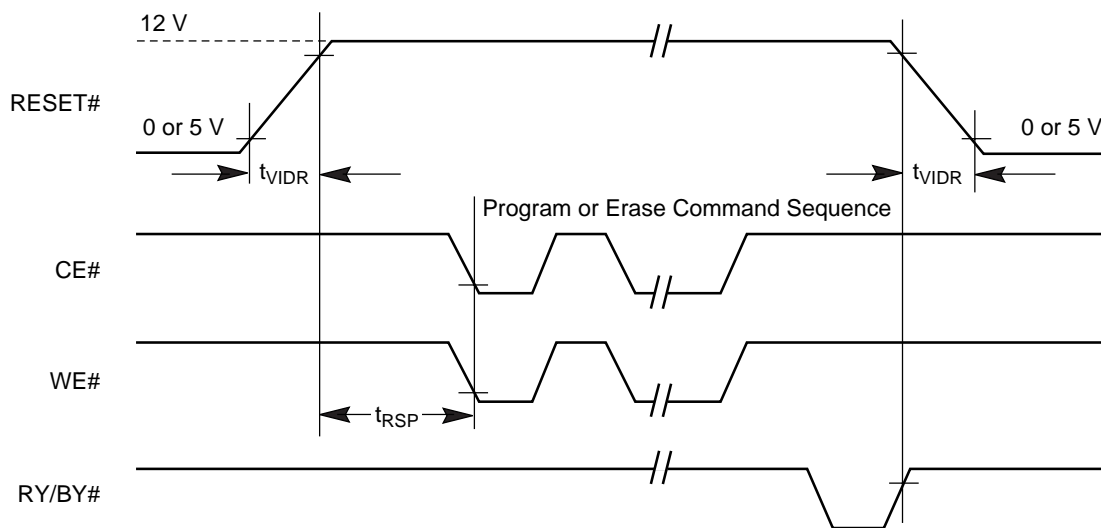 12 V
RESET#
0 or 5 V
0 or 5 V
tVIDR
tVIDR
Program or Erase Command Sequence
CE#
WE#
tRSP
RY/BY#